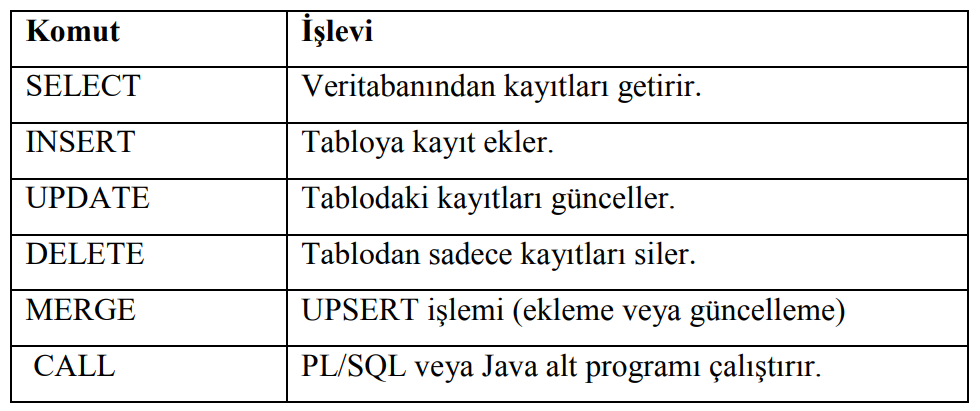 Komut İşlevi
SELECT Veritabanından kayıtları getirir.
INSERT Tabloya kayıt ekler.
UPDATE Tablodaki kayıtları günceller.
DELETE Tablodan sadece kayıtları siler.
MERGE UPSERT işlemi (ekleme veya güncelleme)
CALL PL/SQL veya Java alt programı çalıştırır.